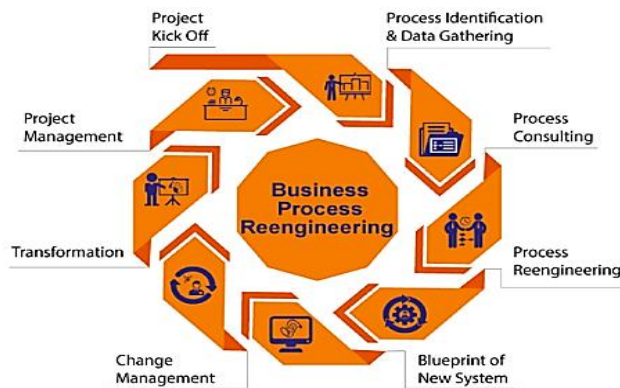 Project
Kick Off
Process Identification
& Data Gathering
Project
Management
Process
Consulting
Business
Process
Reengineering
Transformation
Process
Reengineering
Change
Management
Blueprint of
New System